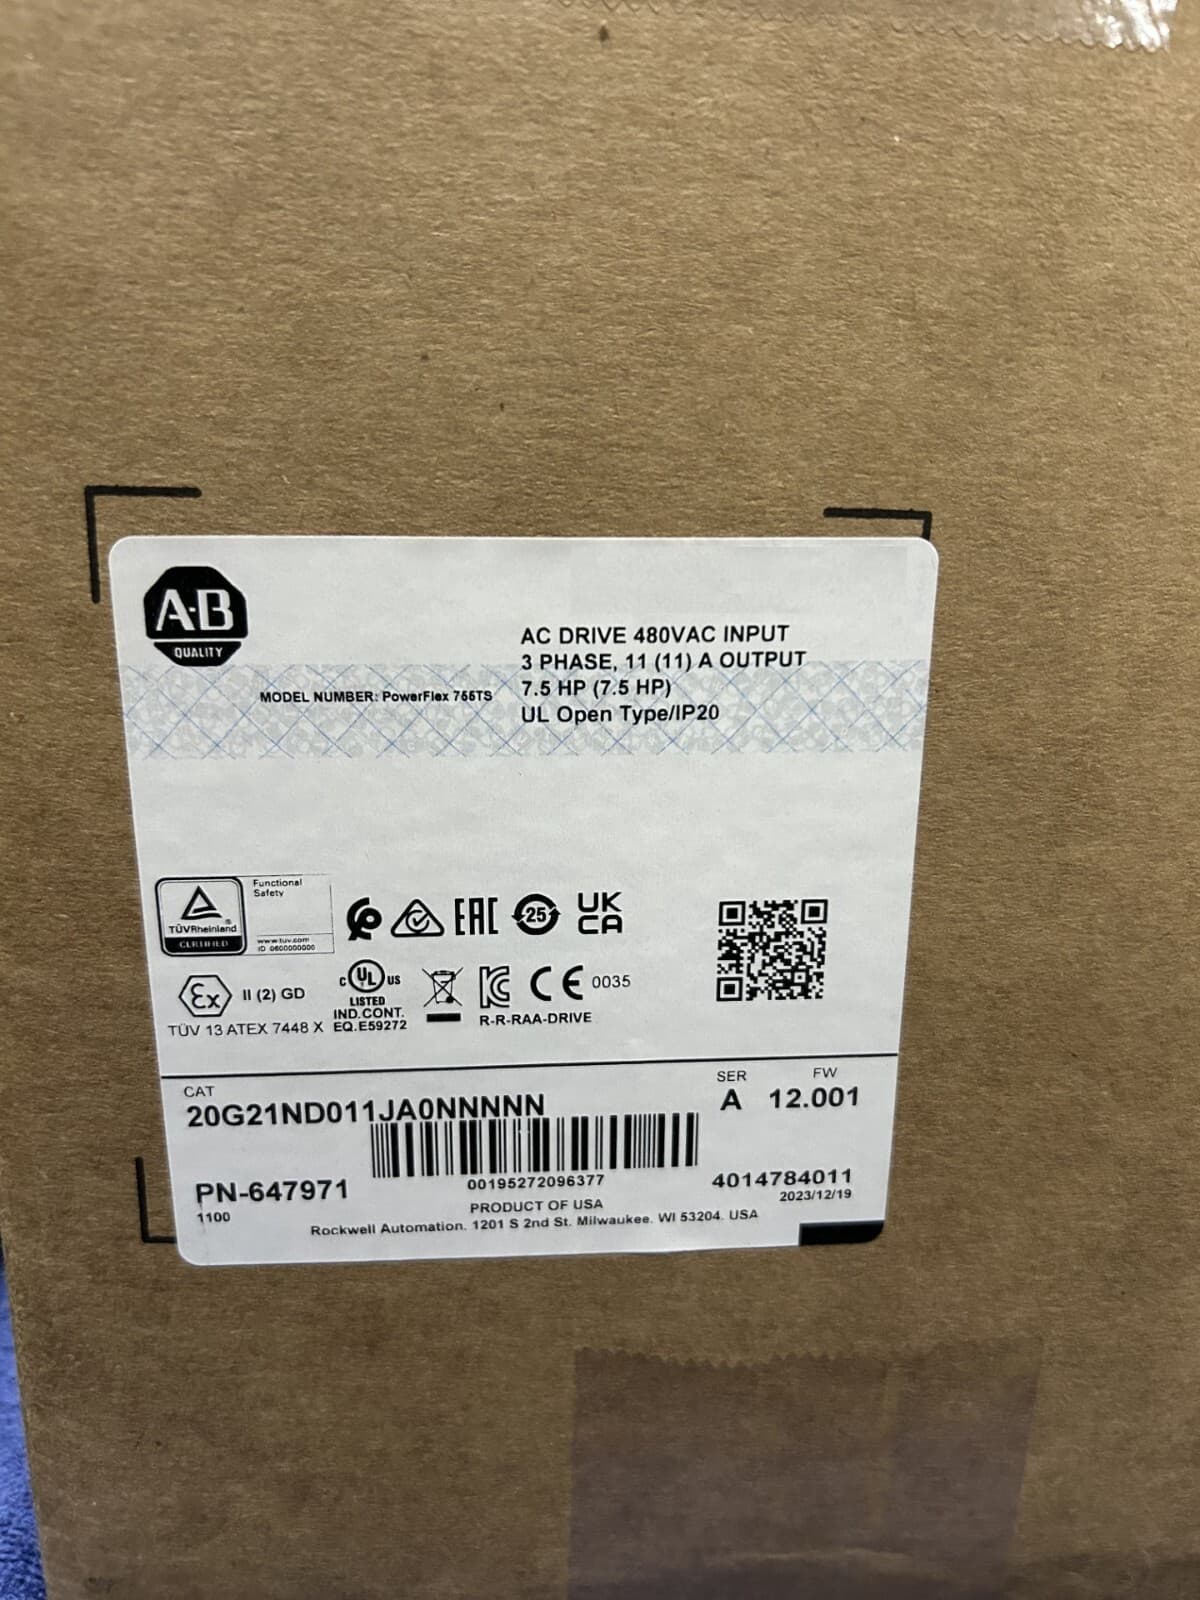 A-B
QUALITY
AC DRIVE 480VAC INPUT
3 PHASE, 11 (11) A OUTPUT
7.5 HP (7.5 HP)
UL Open Type/IP20
MODEL NUMBER: PowerFlex 755TS
TÜVRheinland
®
CERTIFIED
Functional
Safety
www.tuv.com
ID 0600000000
EAC
25
UK
CA
Ex
II (2) GD
TÜV 13 ATEX 7448 X
C UL US
LISTED
IND.CONT.
EQ.E59272
CE 0035
R-R-RAA-DRIVE
CAT
20G21ND011JA0NNNNN
SER
A
FW
12.001
00195272096377
PN-647971
1100
4014784011
2023/12/19
PRODUCT OF USA
Rockwell Automation. 1201 S 2nd St. Milwaukee. WI 53204. USA